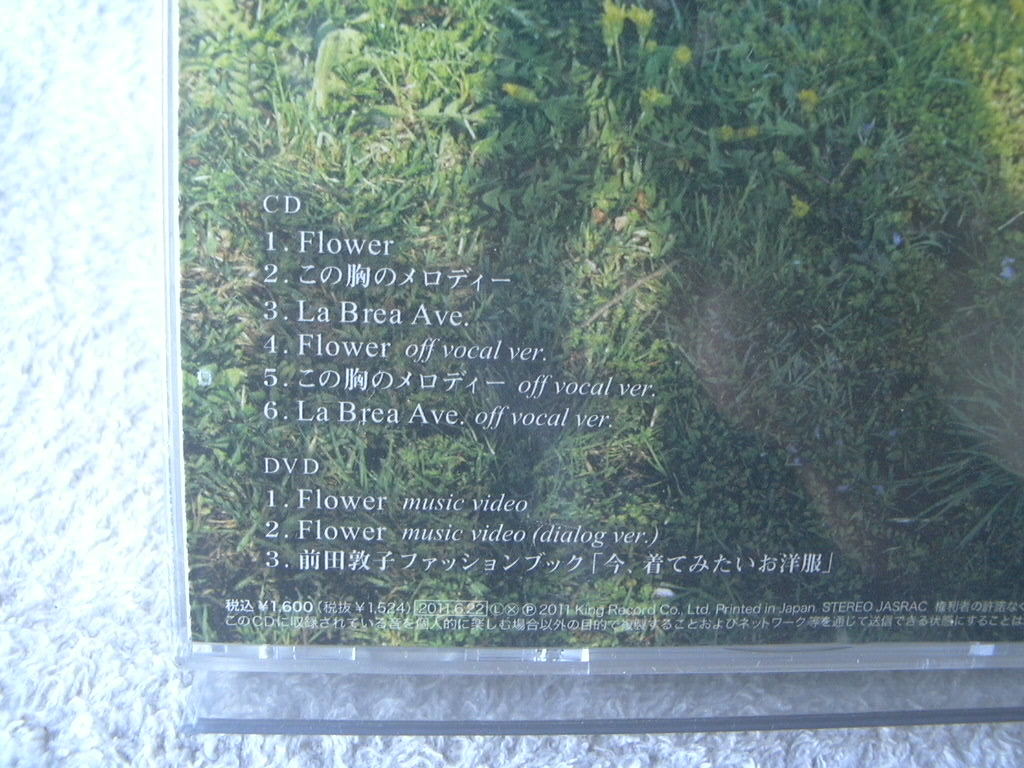 CD
1. Flower
2. この胸のメロディー
3. La Brea Ave.
4. Flower off vocal ver.
5. この胸のメロディー off vocal ver.
6. La Brea Ave. off vocal ver.
DVD
1. Flower music video
2. Flower music video (dialog ver.)
3. 前田敦子ファッションブック「今、着てみたいお洋服」
税込 ¥1,600 (税抜 ¥1,524) 2011.6.22 Ⓛ Ⓧ Ⓟ 2011 King Record Co., Ltd. Printed in Japan. STEREO JASRAC 権利者の許諾なく
このCDに収録されている音を個人的に楽しむ場合以外の目的で複製することおよびネットワーク等を通じて送信できる状態にすることは